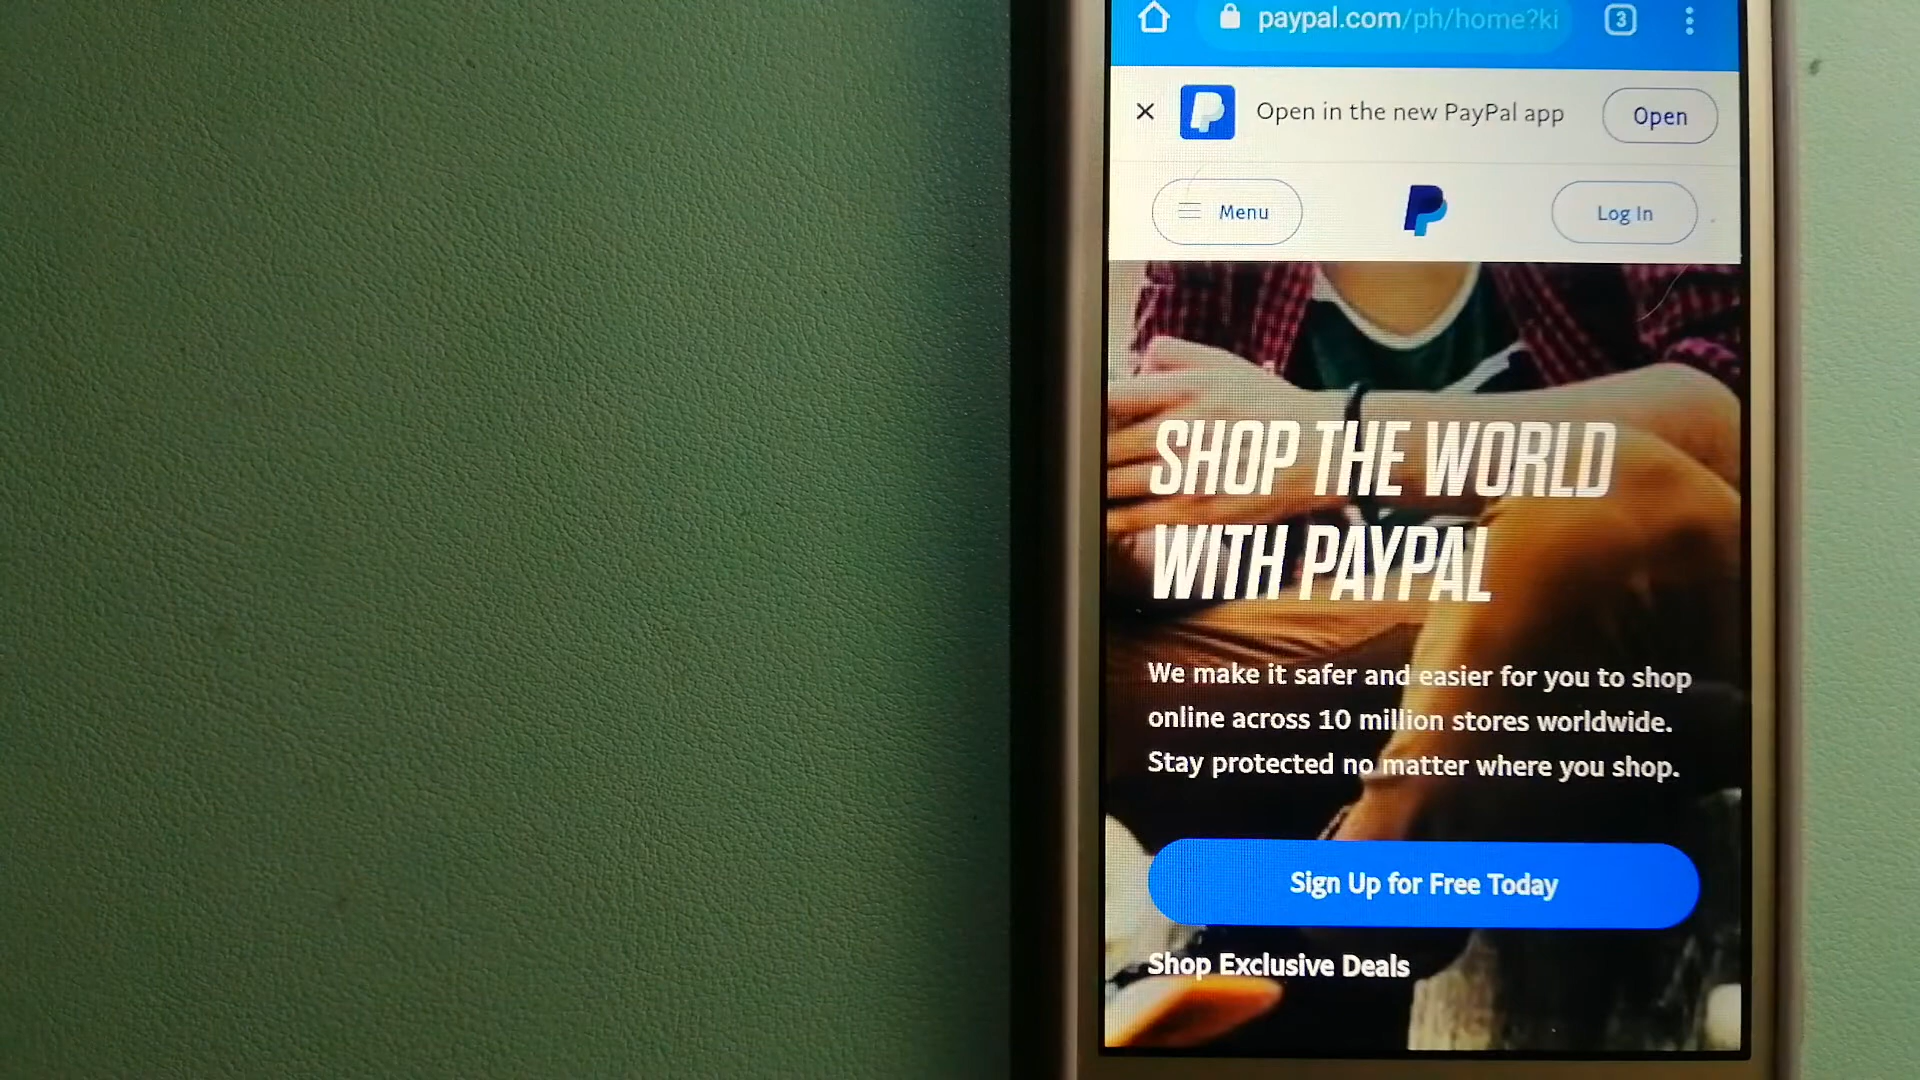 paypal.com/ph/home?ki
3
Open in the new PayPal app
Open
Menu
Log In
SHOP THE WORLD
WITH PAYPAL
We make it safer and easier for you to shop
online across 10 million stores worldwide.
Stay protected no matter where you shop.
Sign Up for Free Today
Shop Exclusive Deals